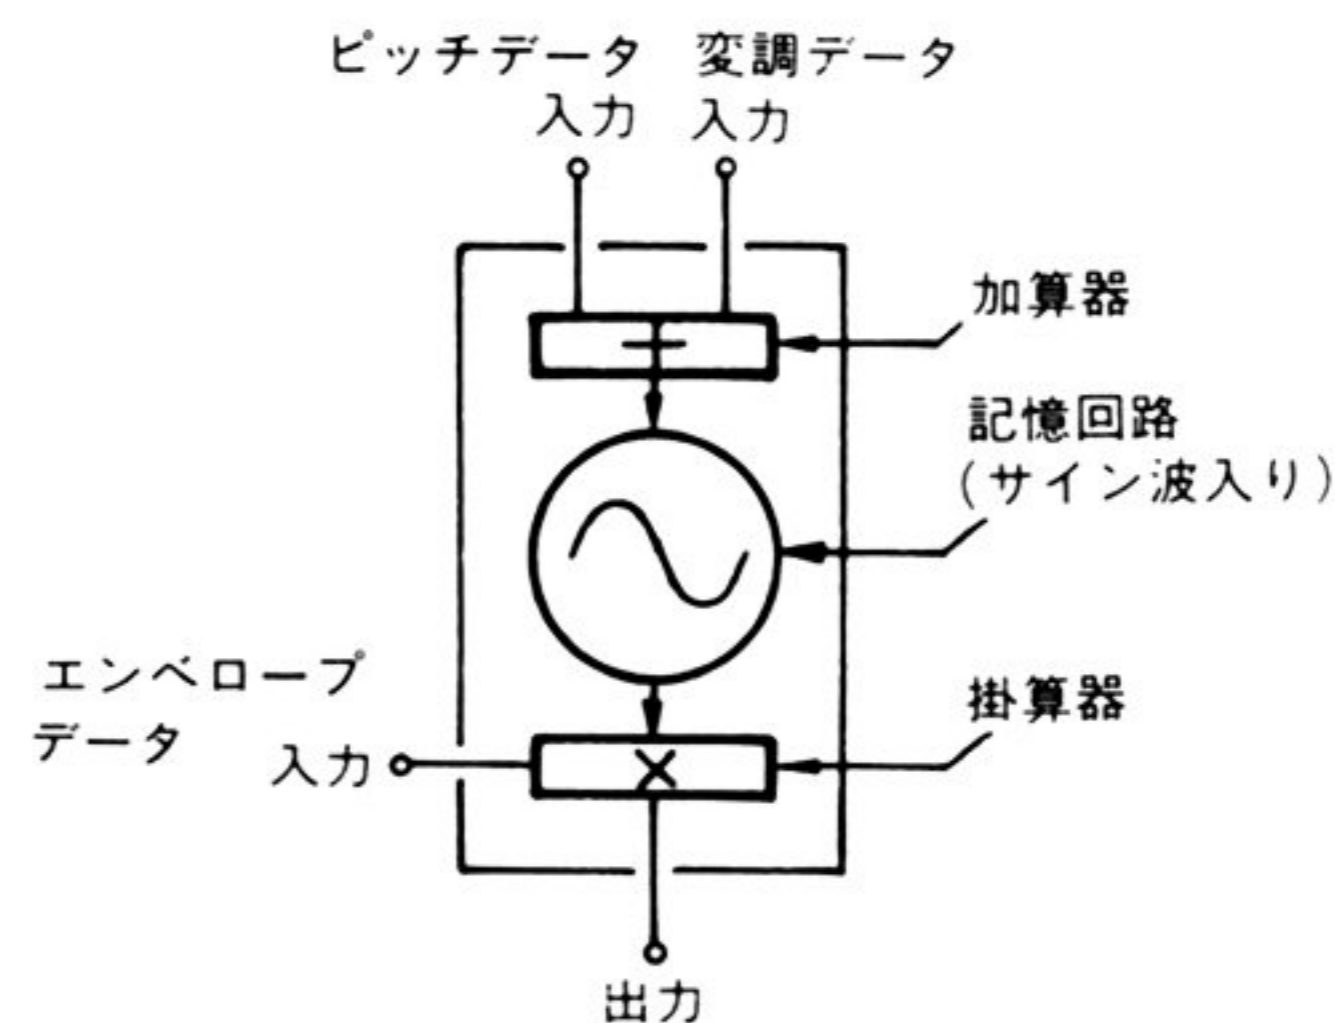 ピッチデータ 変調データ
入力 入力
加算器
記憶回路
(サイン波入り)
エンベロープ
データ
入力
掛算器
出力